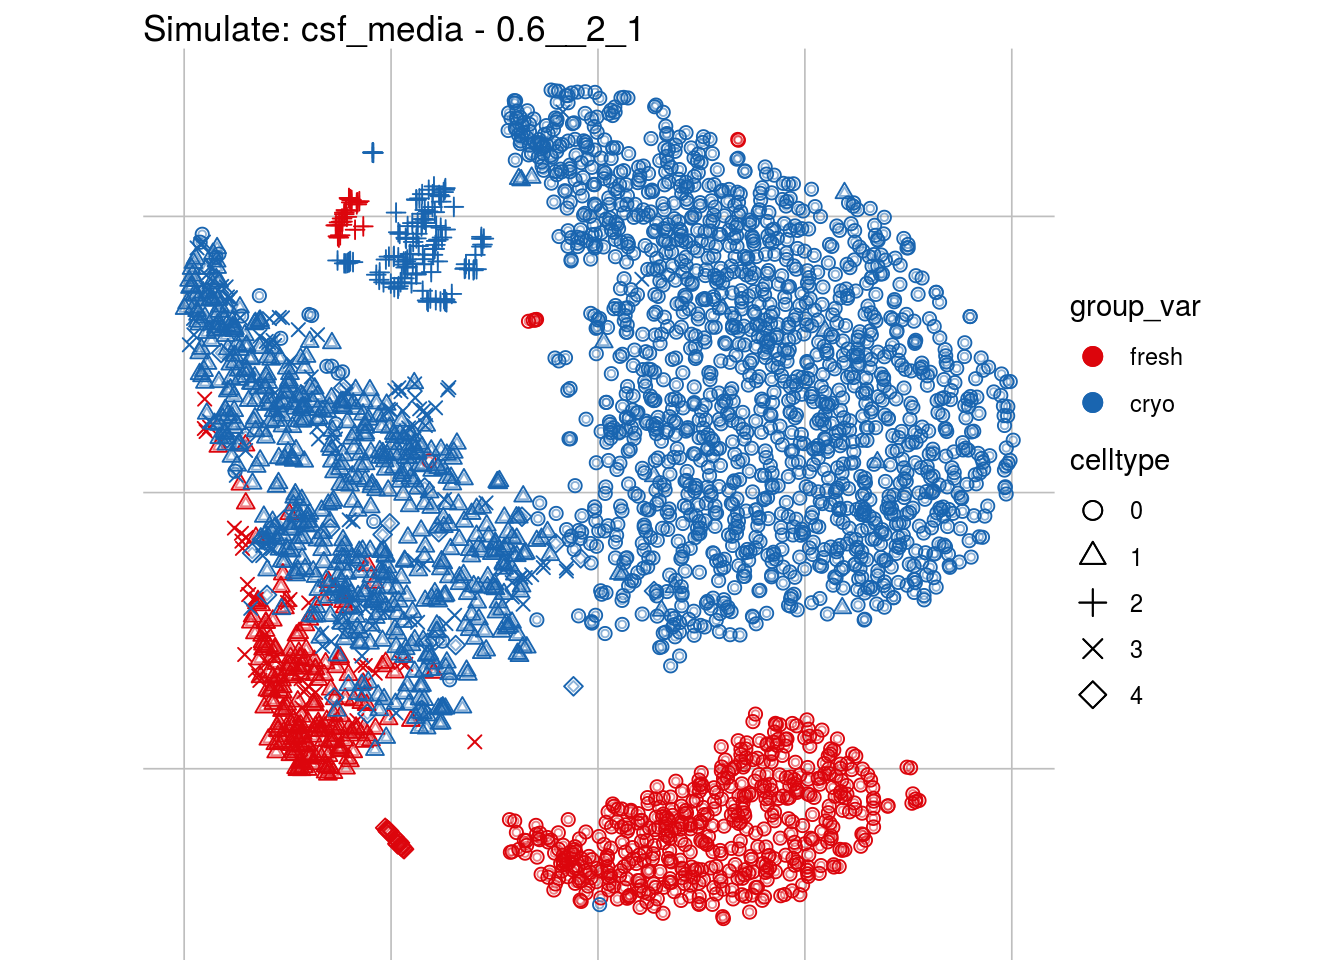 Simulate: csf_media - 0.6__2_1
group_var
fresh
cryo
celltype
0
1
2
3
4